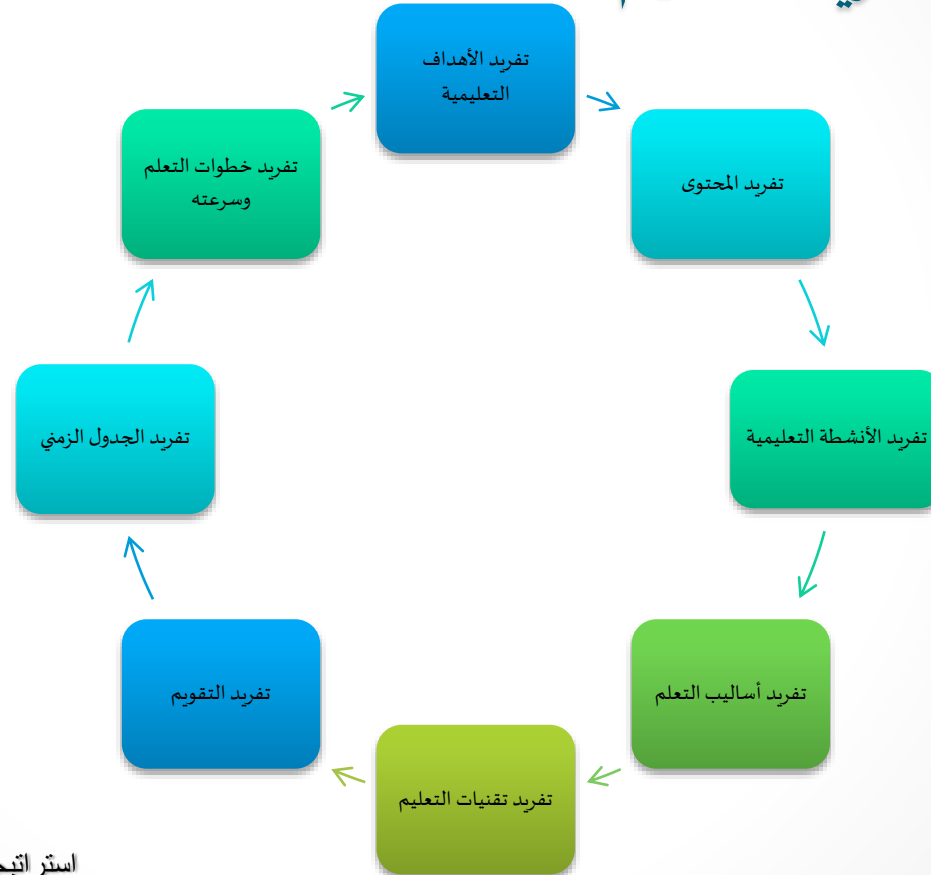 تفريد الأهداف
التعليمية
تفريد المحتوى
تفريد الأنشطة التعليمية
تفريد أساليب التعلم
تفريد تقنيات التعليم
تفريد التقويم
تفريد الجدول الزمني
تفريد خطوات التعلم
وسرعته